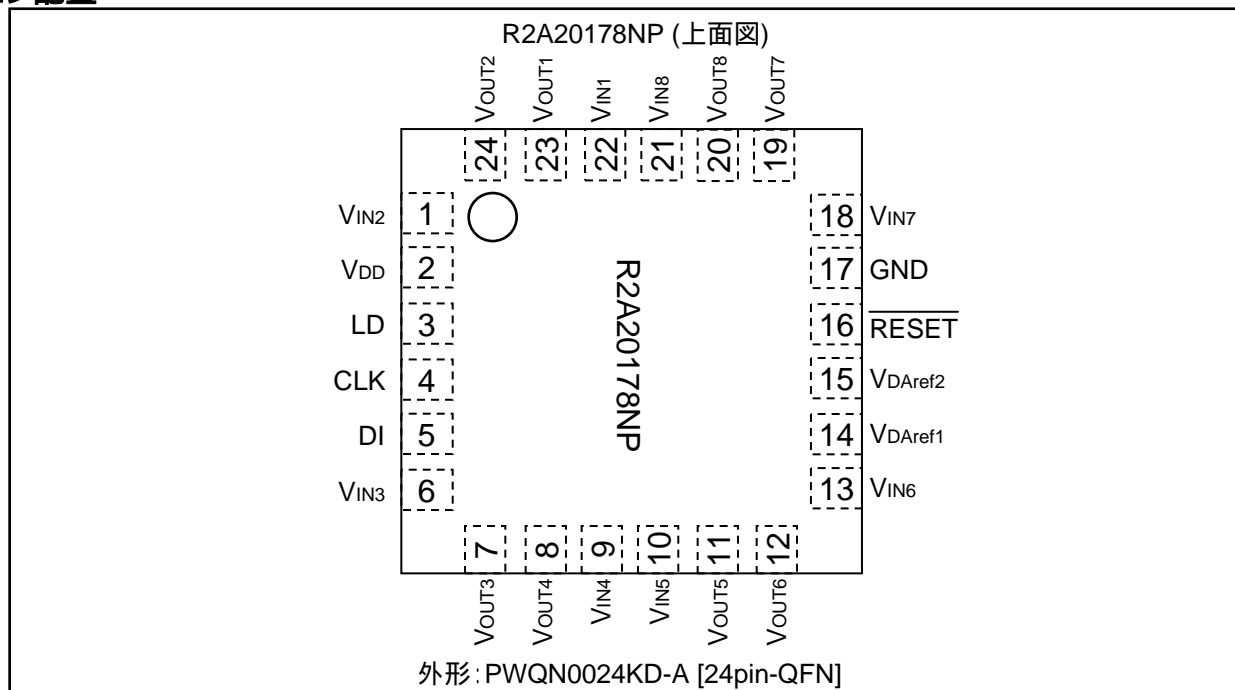 R2A20178NP (上面図)
VOUT2 VOUT1 VIN1 VIN8 VOUT8 VOUT7
24 23 22 21 20 19
VIN2 1 18 VIN7
VDD 2 17 GND
LD 3 16 RESET
CLK 4 15 VDAref2
DI 5 14 VDAref1
VIN3 6 13 VIN6
R2A20178NP
7 8 9 10 11 12
VOUT3 VOUT4 VIN4 VIN5 VOUT5 VOUT6
外形:PWQN0024KD-A [24pin-QFN]